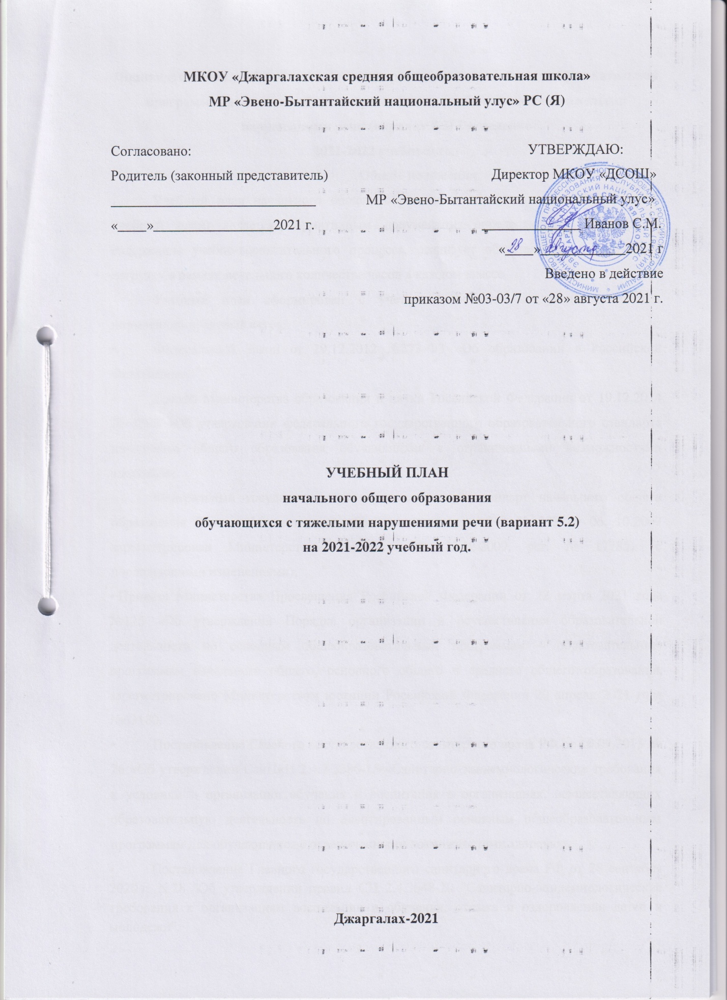 МКОУ «Джаргалахская средняя общеобразовательная школа»
МР «Эвено-Бытантайский национальный улус» РС (Я)
Согласовано: УТВЕРЖДАЮ:
Родитель (законный представитель) Директор МКОУ «ДСОШ»
_____________________________ МР «Эвено-Бытантайский национальный улус»
«____»_________________2021 г. ______________ Иванов С.М.
«28» августа 2021 г
Введено в действие
приказом №03-03/7 от «28» августа 2021 г.
УЧЕБНЫЙ ПЛАН
начального общего образования
обучающихся с тяжелыми нарушениями речи (вариант 5.2)
на 2021-2022 учебный год.
Джаргалах-2021